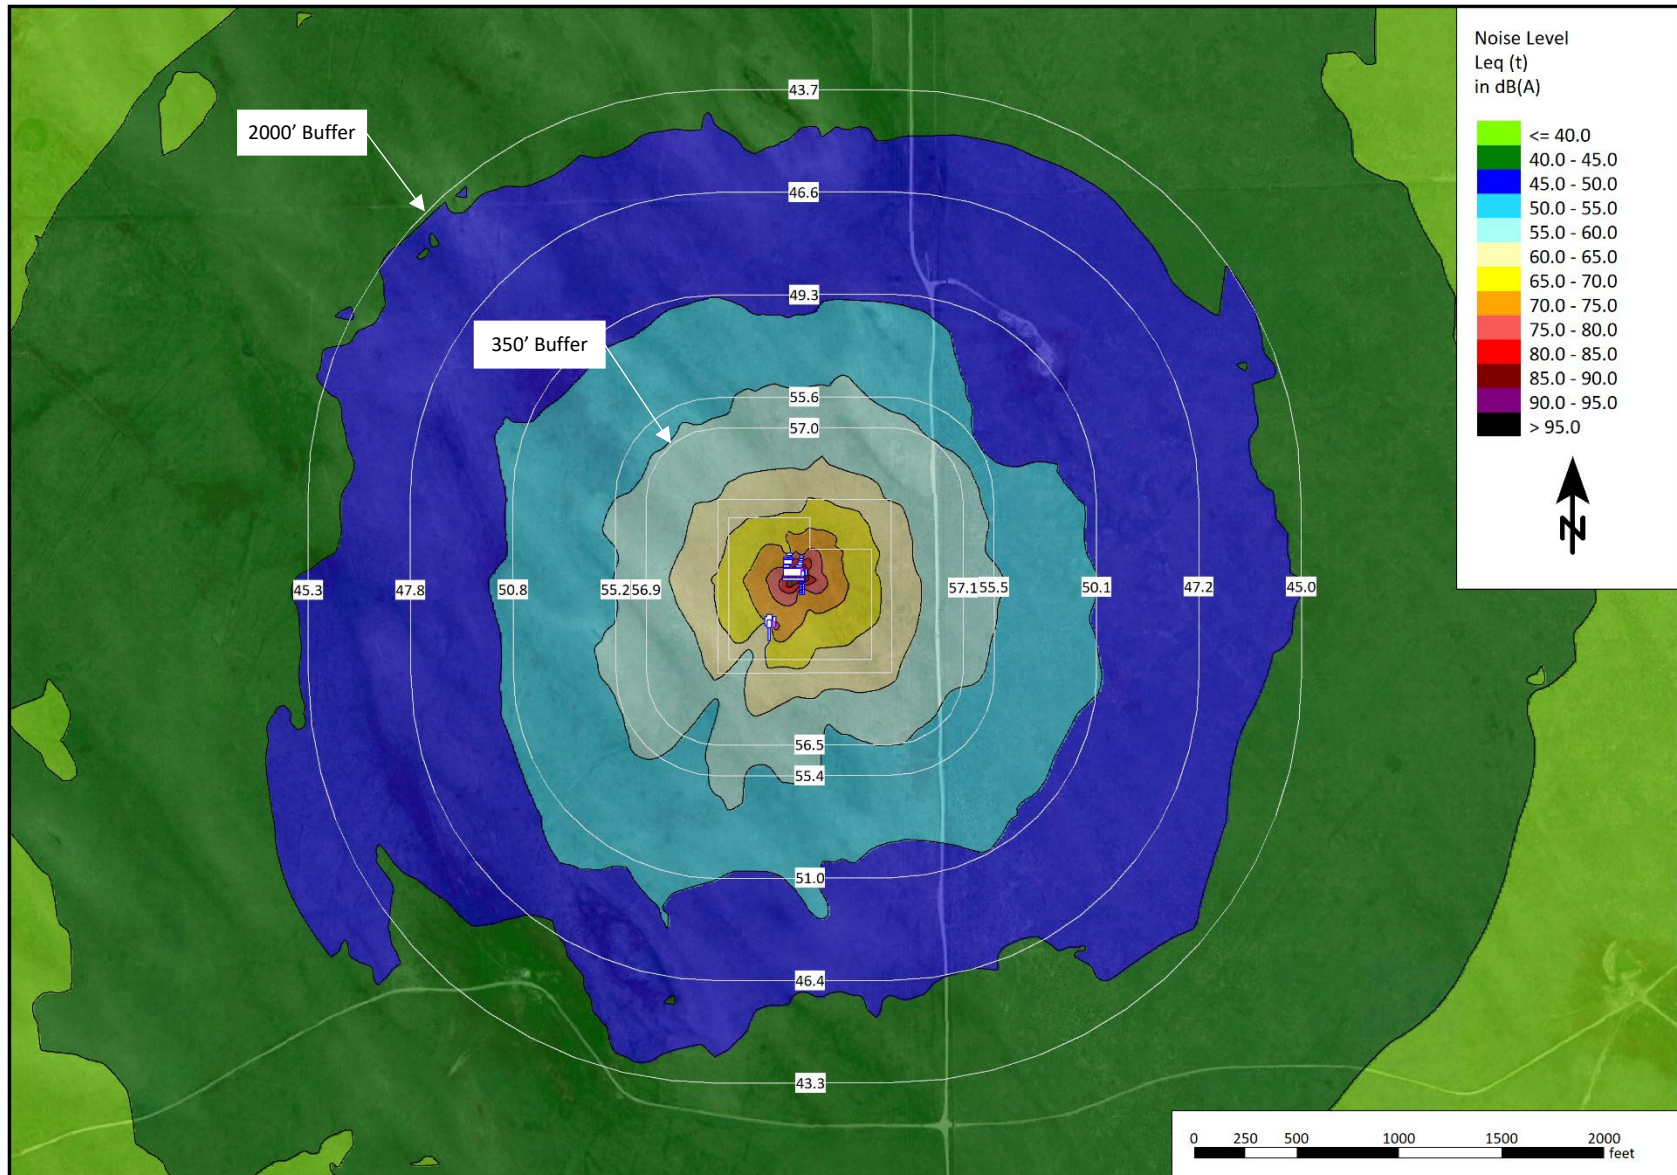 Noise Level
Leq (t)
in dB(A)
<= 40.0
40.0 - 45.0
45.0 - 50.0
50.0 - 55.0
55.0 - 60.0
60.0 - 65.0
65.0 - 70.0
70.0 - 75.0
75.0 - 80.0
80.0 - 85.0
85.0 - 90.0
90.0 - 95.0
> 95.0
N
2000’ Buffer
350’ Buffer
43.7
46.6
49.3
55.6
57.0
45.3 47.8 50.8 55.2 56.9 57.1 55.5 50.1 47.2 45.0
56.5
55.4
51.0
46.4
43.3
0 250 500 1000 1500 2000
feet